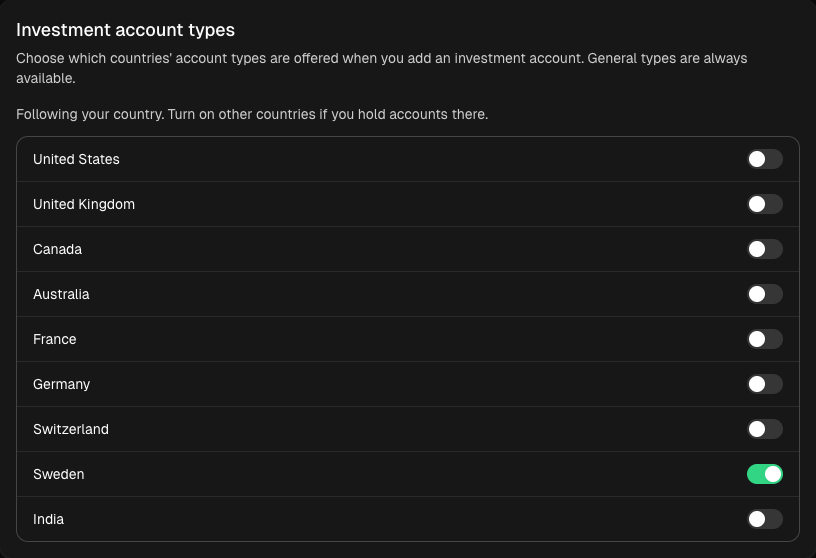 Investment account types
Choose which countries' account types are offered when you add an investment account. General types are always
available.
Following your country. Turn on other countries if you hold accounts there.
United States
United Kingdom
Canada
Australia
France
Germany
Switzerland
Sweden
India